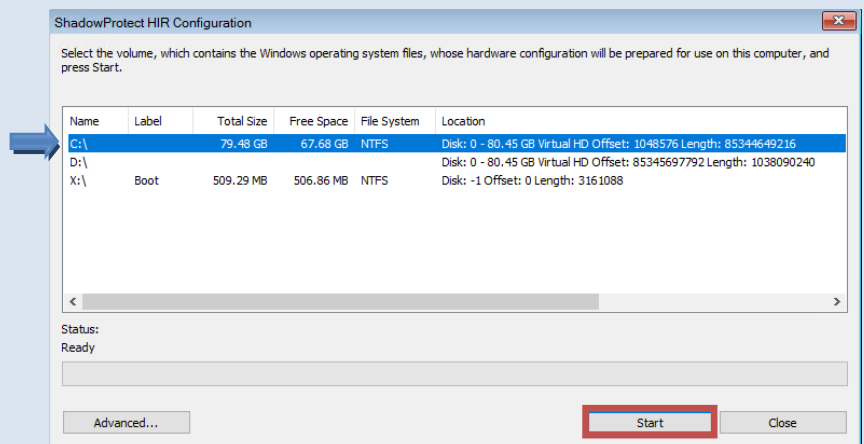 ShadowProtect HIR Configuration
Select the volume, which contains the Windows operating system files, whose hardware configuration will be prepared for use on this computer, and
press Start.
Name Label Total Size Free Space File System Location
C:\ 79.48 GB 67.68 GB NTFS Disk: 0 - 80.45 GB Virtual HD Offset: 1048576 Length: 85344649216
D:\ Disk: 0 - 80.45 GB Virtual HD Offset: 85345697792 Length: 1038090240
X:\ Boot 509.29 MB 506.86 MB NTFS Disk: -1 Offset: 0 Length: 3161088
Status:
Ready
Advanced... Start Close